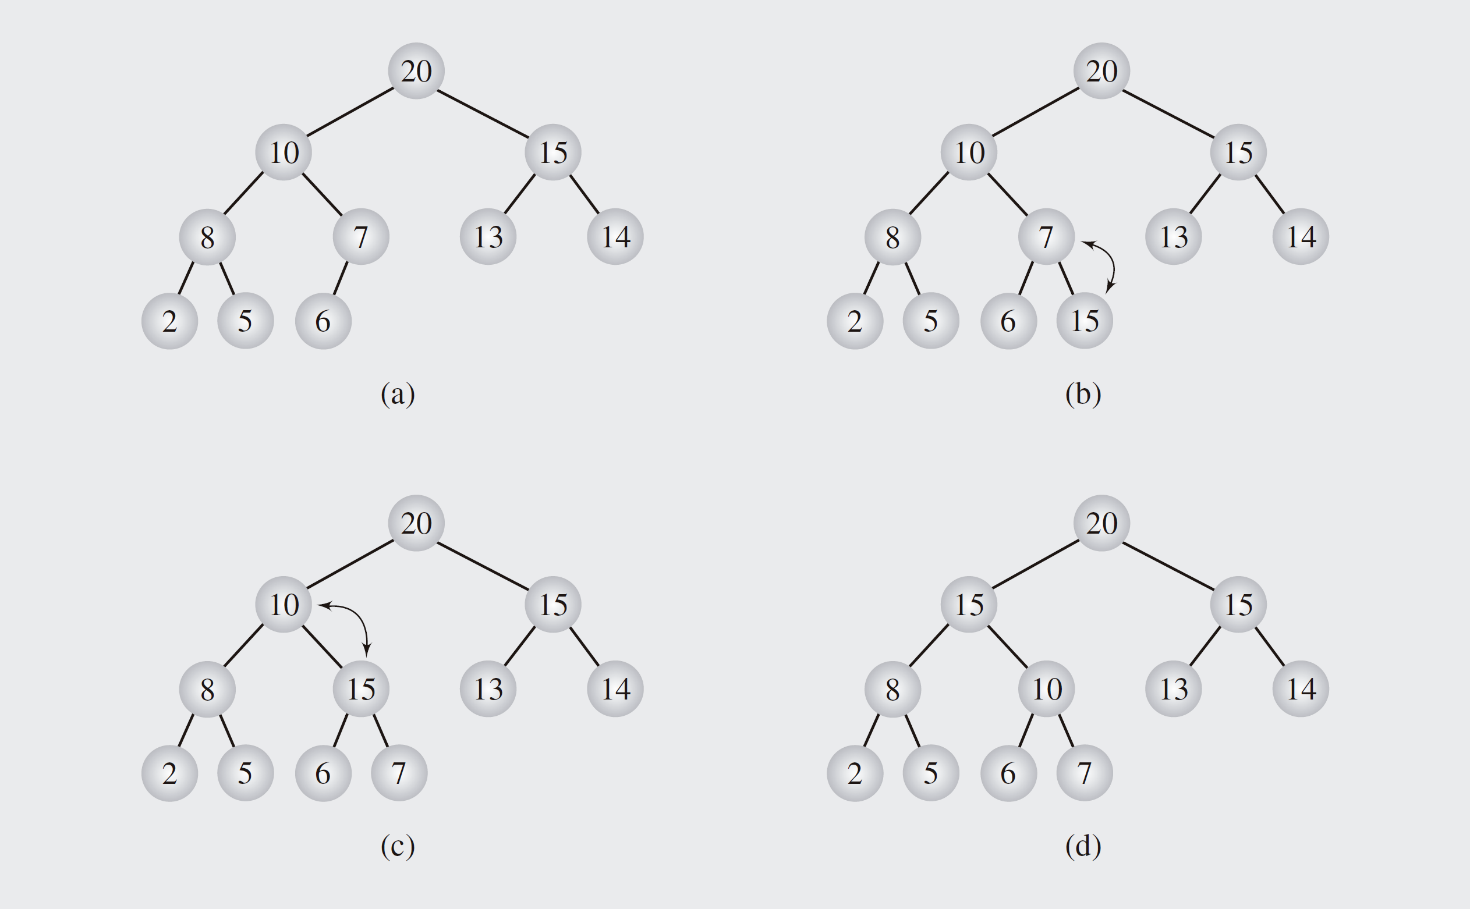 20 20
10 15 10 15
8 7 13 14 8 7 13 14
2 5 6 2 5 6 15
(a) (b)
20 20
10 15 15 15
8 15 13 14 8 10 13 14
2 5 6 7 2 5 6 7
(c) (d)